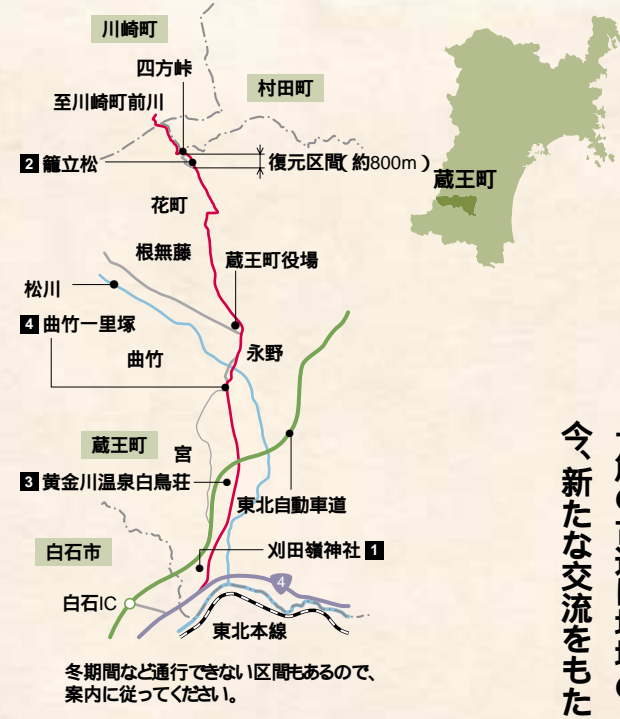 川崎町
四方峠
至川崎町前川
村田町
2 籠立松
復元区間（約800m）
蔵王町
花町
根無藤
蔵王町役場
松川
4 曲竹一里塚
永野
曲竹
蔵王町
宮
3 黄金川温泉白鳥荘
東北自動車道
白石市
刈田嶺神社 1
4
白石IC
東北本線
冬期間など通行できない区間もあるので、
案内に従ってください。
今、新たな交流をもた